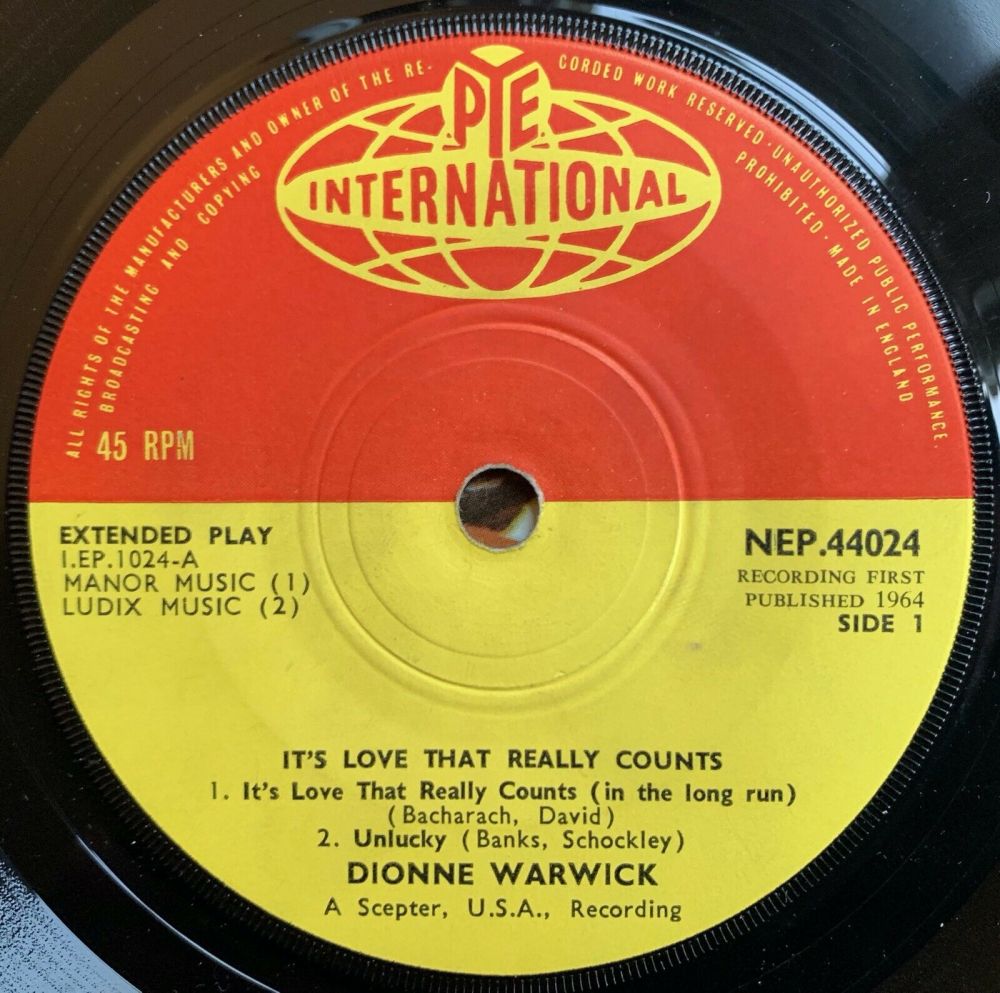 ALL RIGHTS OF THE MANUFACTURERS AND OWNER OF THE RE-
CORDED WORK RESERVED·UNAUTHORIZED PUBLIC PERFORMANCE.
BROADCASTING AND COPYING
PROHIBITED·MADE IN ENGLAND
PYE
INTERNATIONAL
45 RPM
EXTENDED PLAY
I.EP.1024-A
MANOR MUSIC (1)
LUDIX MUSIC (2)
NEP.44024
RECORDING FIRST
PUBLISHED 1964
SIDE 1
IT'S LOVE THAT REALLY COUNTS
1. It's Love That Really Counts (in the long run)
(Bacharach, David)
2. Unlucky (Banks, Schockley)
DIONNE WARWICK
A Scepter, U.S.A., Recording